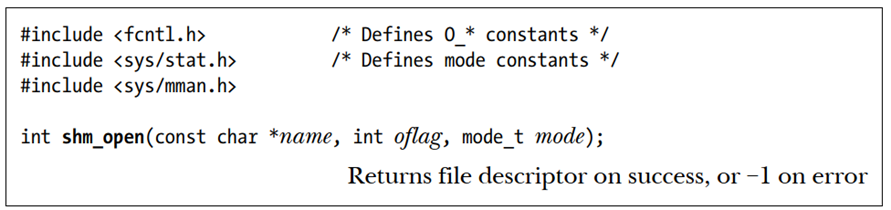 #include <fcntl.h> /* Defines O_* constants */
#include <sys/stat.h> /* Defines mode constants */
#include <sys/mman.h>
int shm_open(const char *name, int oflag, mode_t mode);
Returns file descriptor on success, or –1 on error